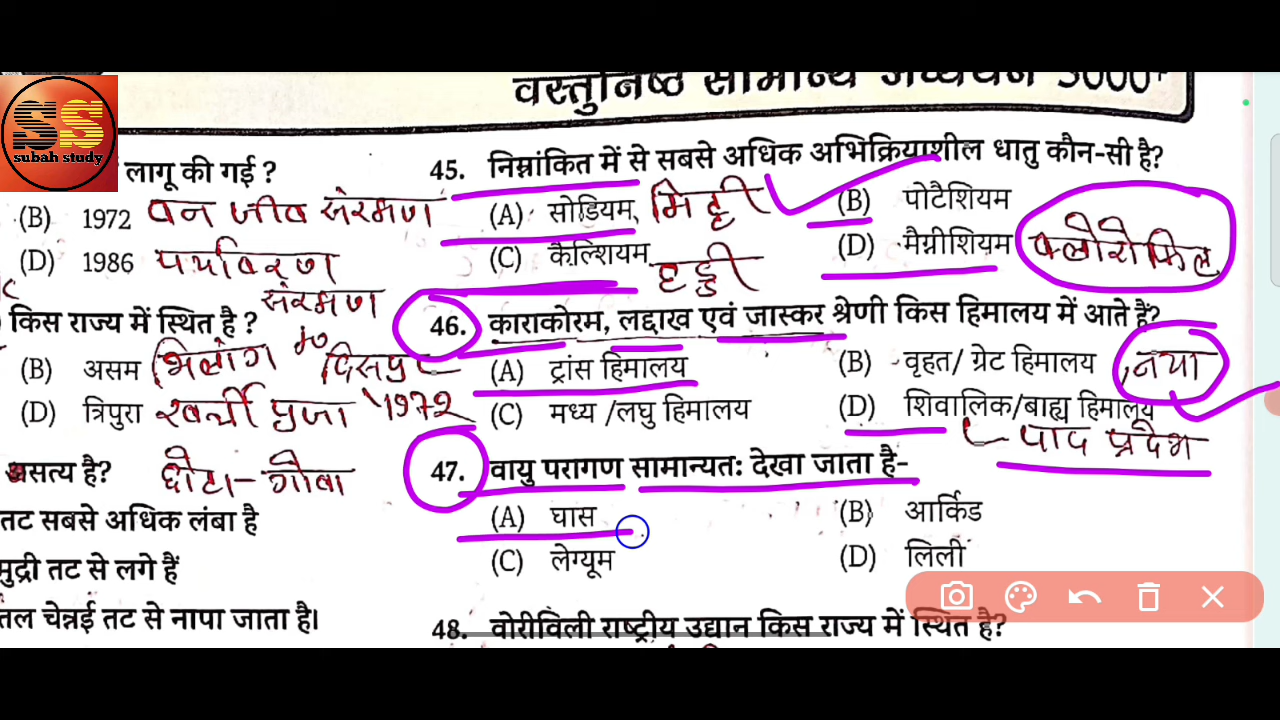 वस्तुनिष्ठ सामान्य अध्ययन 3000+
SS
subah study
लागू की गई ?
(B) 1972 वन जीव संरक्षण
(D) 1986 पर्यावरण
संरक्षण
किस राज्य में स्थित है ?
(B) असम
(D) त्रिपुरा खर्ची पुजा 1972
असत्य है? छोटा - गोवा
तट सबसे अधिक लंबा है
मुद्री तट से लगे हैं
तल चेन्नई तट से नापा जाता है।
45. निम्नांकित में से सबसे अधिक अभिक्रियाशील धातु कौन-सी है?
(A) सोडियम, मिट्टी (B) पोटैशियम
(C) कैल्शियम हड्डी (D) मैग्नीशियम क्लोरोफिल
46. काराकोरम, लद्दाख एवं जास्कर श्रेणी किस हिमालय में आते हैं?
(A) ट्रांस हिमालय (B) वृहत/ ग्रेट हिमालय नया
(C) मध्य /लघु हिमालय (D) शिवालिक/बाह्य हिमालय
पाद प्रदेश
47. वायु परागण सामान्यत: देखा जाता है-
(A) घास (B) आर्किड
(C) लेग्यूम (D) लिली
48. वोरीविली राष्ट्रीय उद्यान किस राज्य में स्थित है?